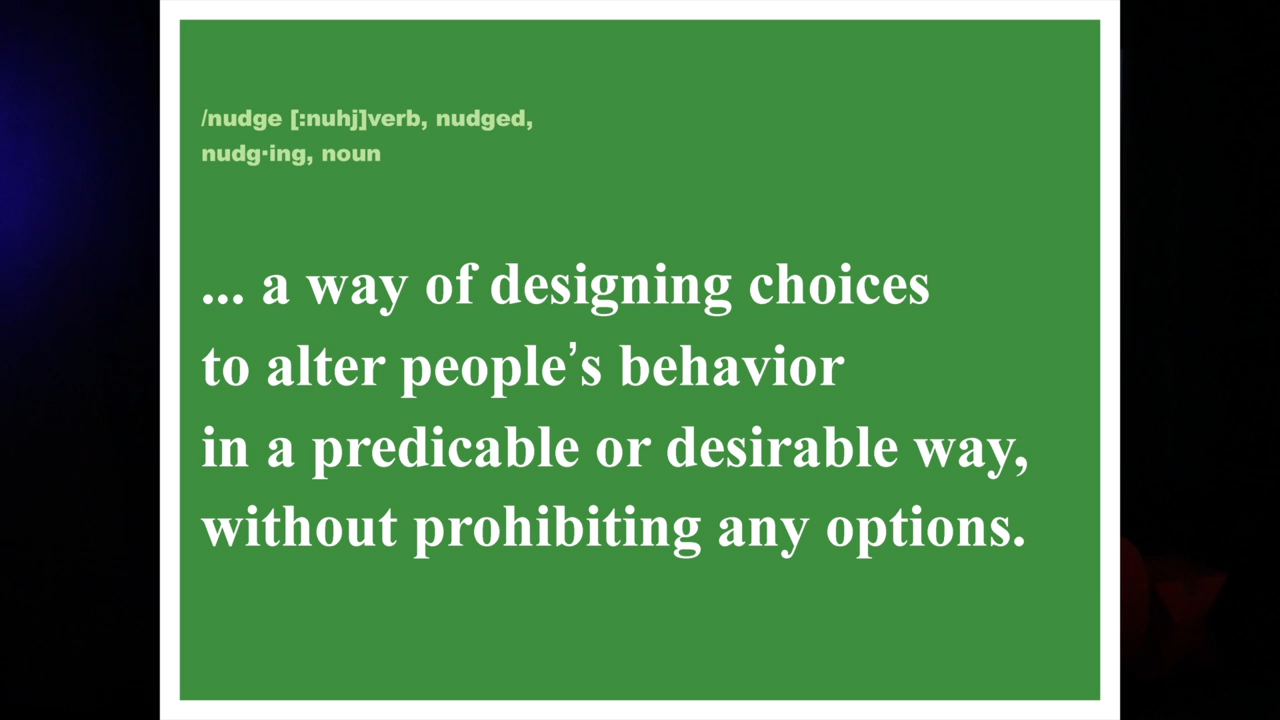 /nudge [:nuhj]verb, nudged,
nudg·ing, noun
... a way of designing choices
to alter people’s behavior
in a predicable or desirable way,
without prohibiting any options.